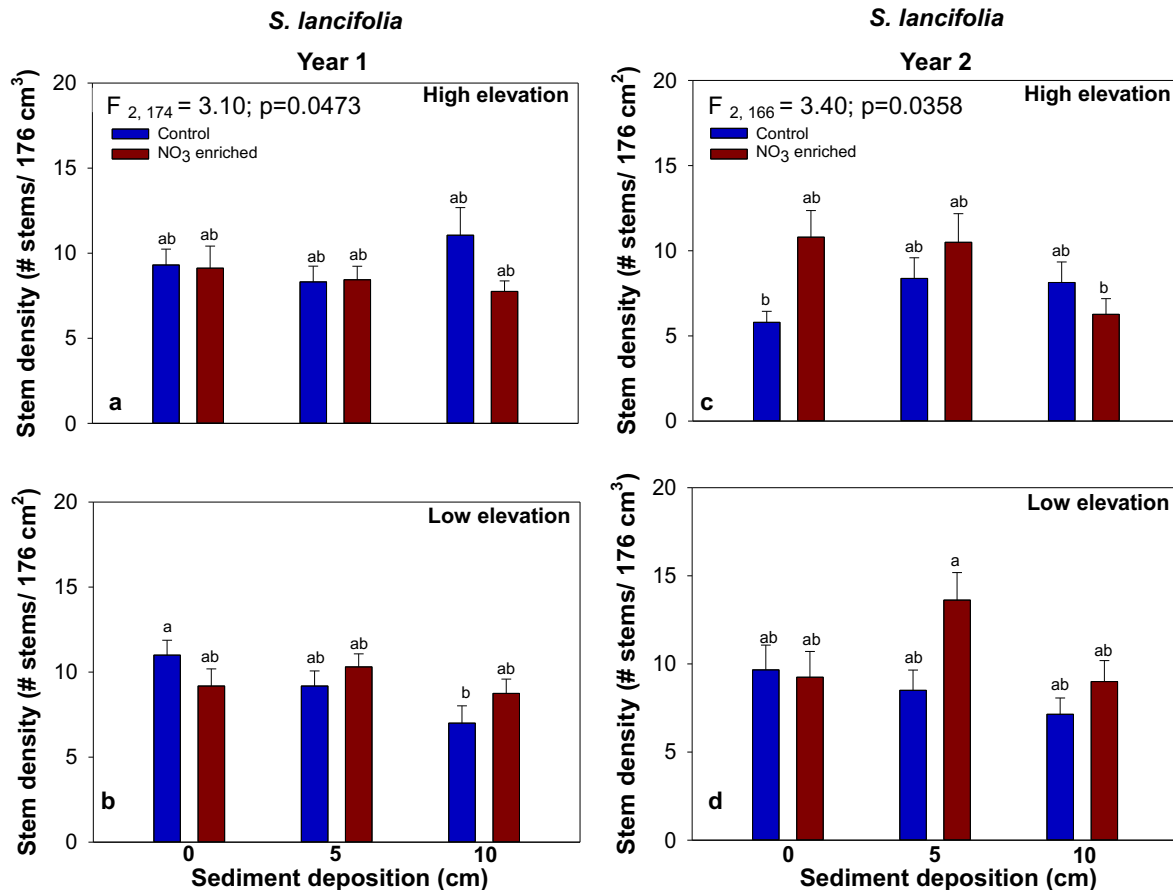 S. lancifolia
Year 1
Stem density (# stems/ 176 cm³)
20
15
10
5
0
F 2, 174 = 3.10; p=0.0473
High elevation
Control
NO₃ enriched
ab
ab
ab
ab
ab
ab
a
Stem density (# stems/ 176 cm²)
20
15
10
5
0
Low elevation
a
ab
ab
ab
b
ab
b
0
5
10
Sediment deposition (cm)
S. lancifolia
Year 2
Stem density (# stems/ 176 cm²)
20
15
10
5
0
F 2, 166 = 3.40; p=0.0358
High elevation
Control
NO₃ enriched
b
ab
ab
ab
ab
b
c
Stem density (# stems/ 176 cm³)
20
15
10
5
0
Low elevation
ab
ab
ab
a
ab
ab
d
0
5
10
Sediment deposition (cm)